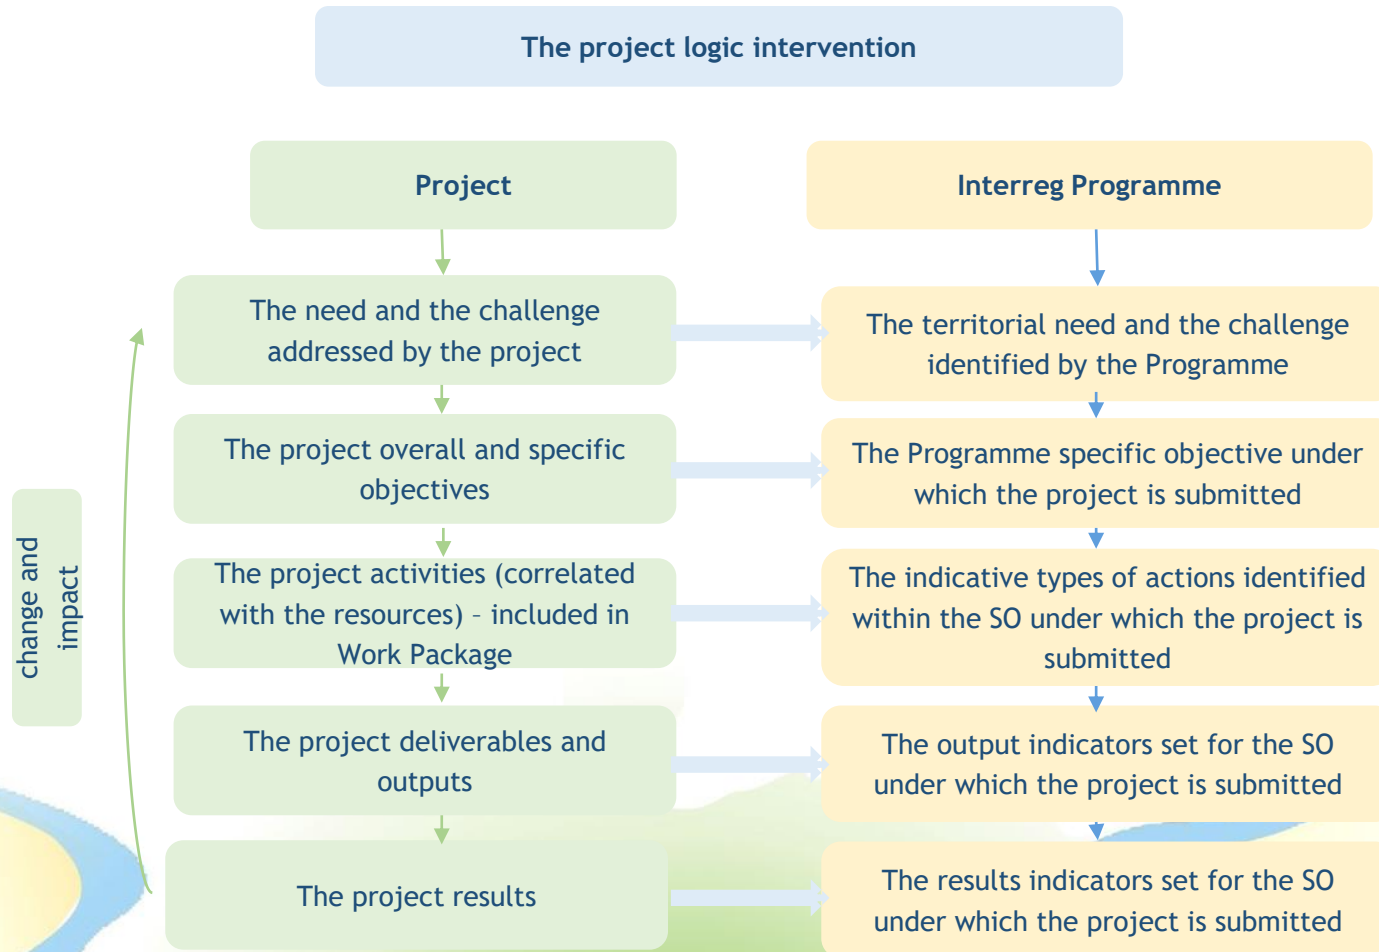 The project logic intervention
Project
Interreg Programme
The need and the challenge
addressed by the project
The territorial need and the challenge
identified by the Programme
The project overall and specific
objectives
The Programme specific objective under
which the project is submitted
change and
impact
The project activities (correlated
with the resources) – included in
Work Package
The indicative types of actions identified
within the SO under which the project is
submitted
The project deliverables and
outputs
The output indicators set for the SO
under which the project is submitted
The project results
The results indicators set for the SO
under which the project is submitted